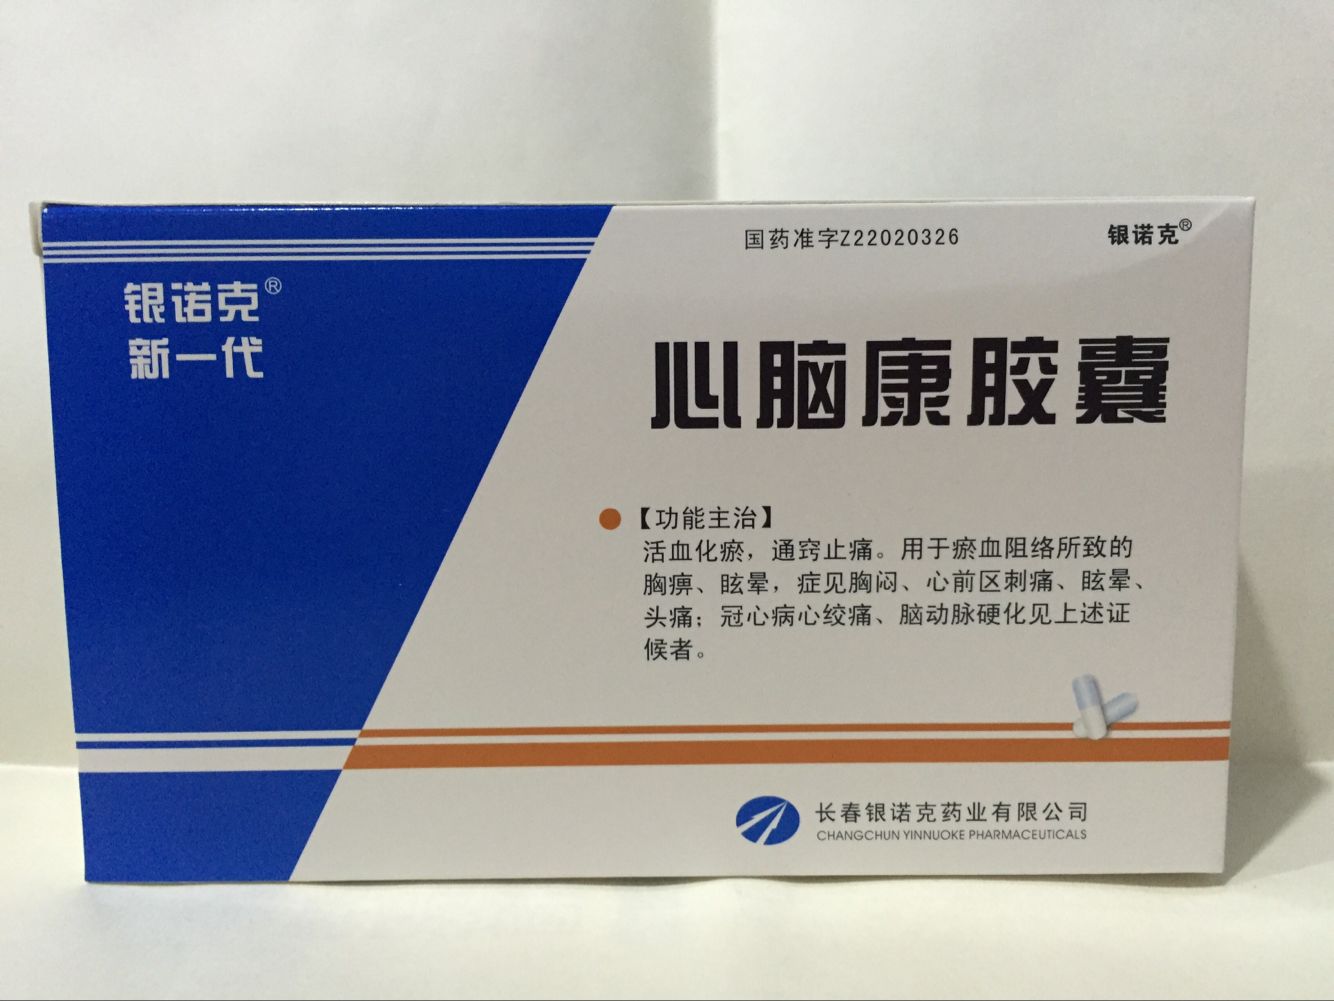 国药准字Z22020326
银诺克®
银诺克®
新一代
心脑康胶囊
【功能主治】
活血化瘀，通窍止痛。用于瘀血阻络所致的
胸痹、眩晕，症见胸闷、心前区刺痛、眩晕、
头痛；冠心病心绞痛、脑动脉硬化见上述证
候者。
长春银诺克药业有限公司
CHANGCHUN YINNUOKE PHARMACEUTICALS